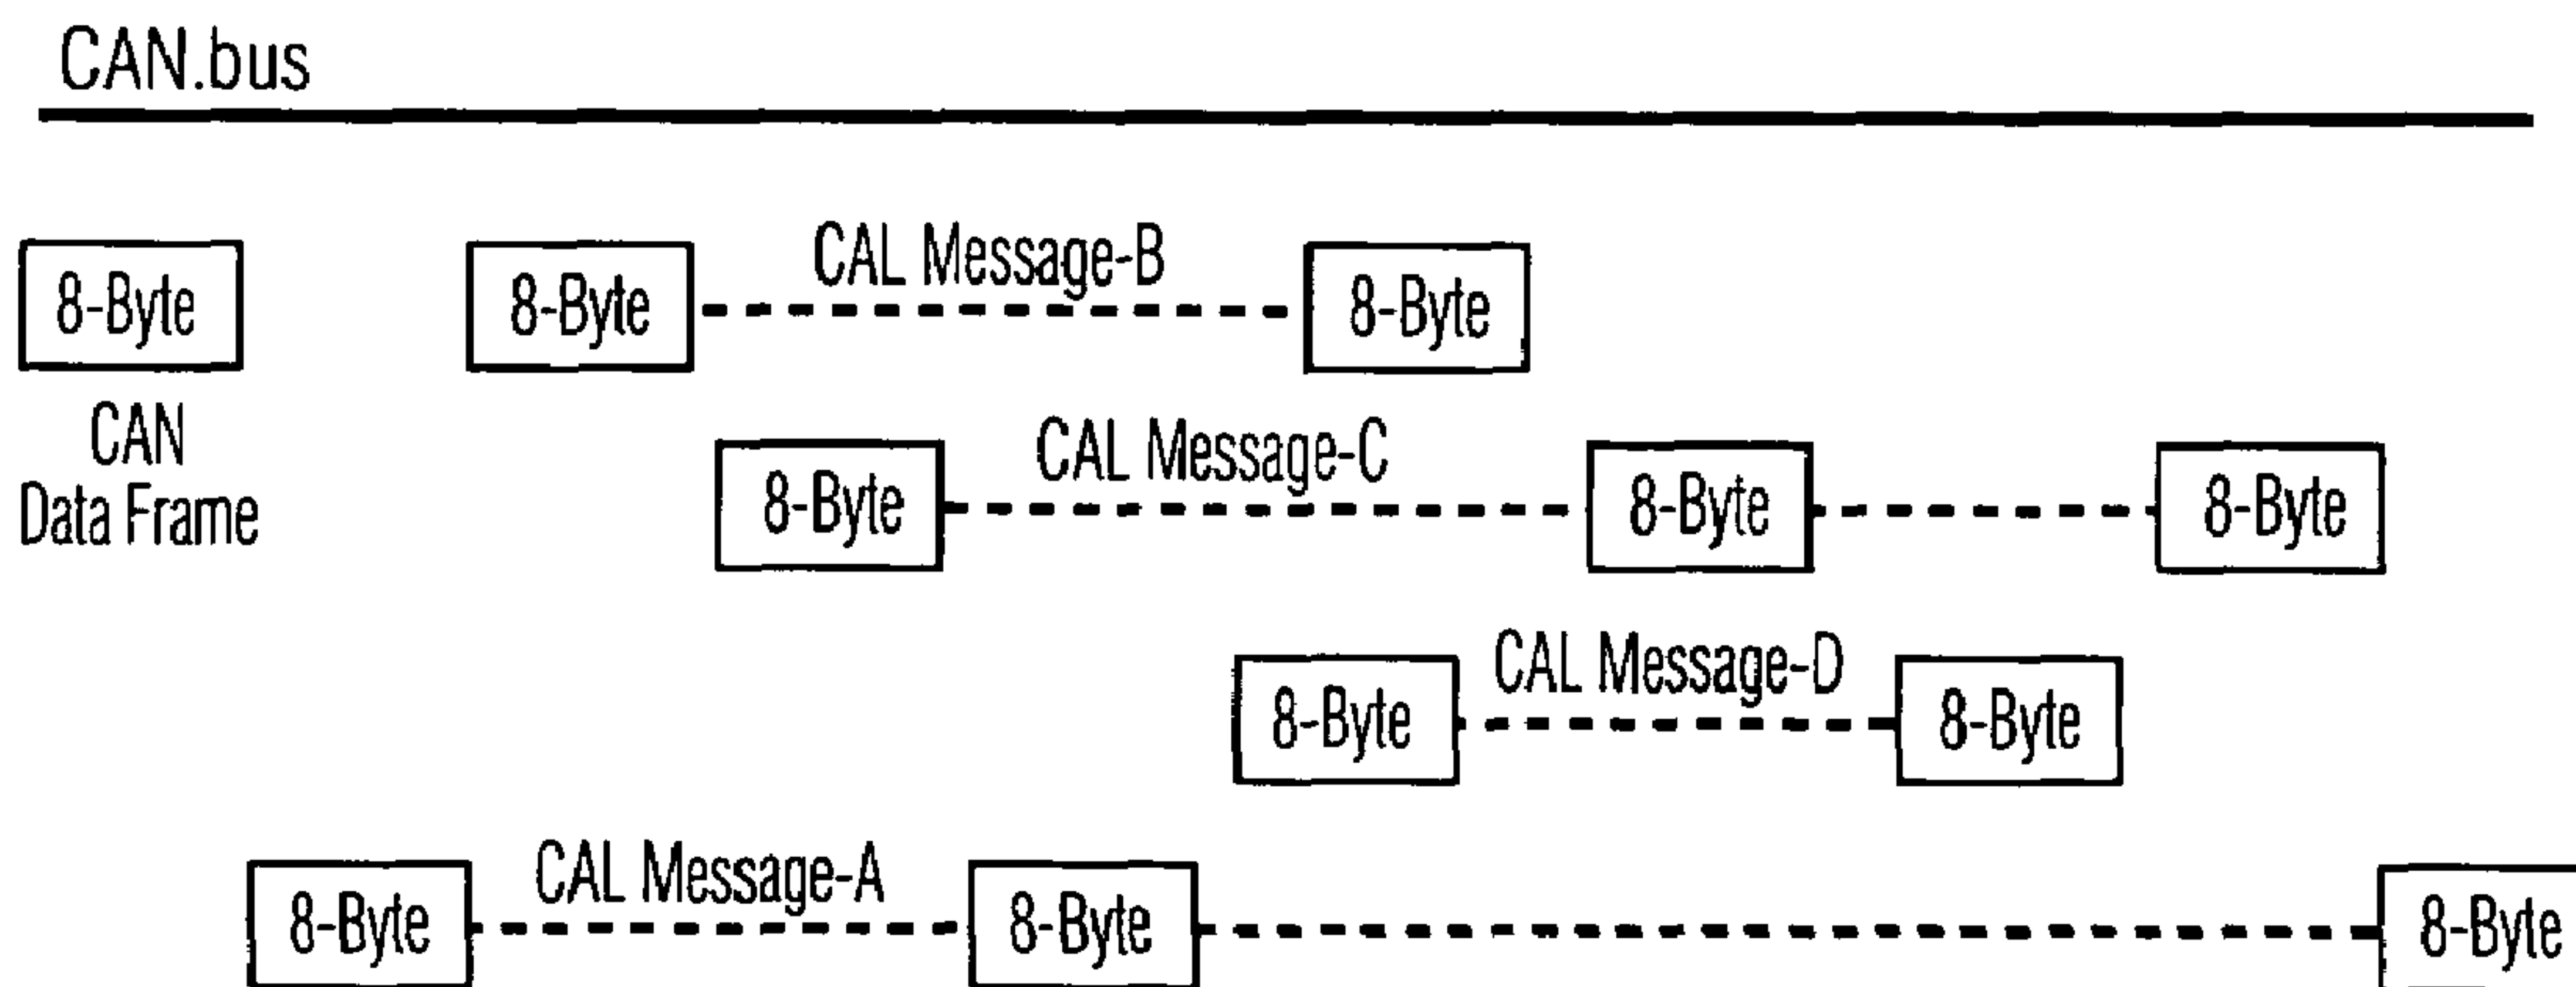 CAN.bus
8-Byte
CAN
Data Frame
8-Byte
CAL Message-B
8-Byte
8-Byte
CAL Message-C
8-Byte
8-Byte
8-Byte
CAL Message-D
8-Byte
8-Byte
CAL Message-A
8-Byte
8-Byte